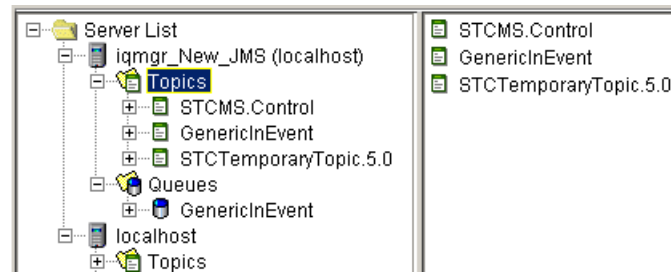 Server List
iqmgr_New_JMS (localhost)
Topics
STCMS.Control
GenericInEvent
STCTemporaryTopic.5.0
Queues
GenericInEvent
localhost
Topics
STCMS.Control
GenericInEvent
STCTemporaryTopic.5.0